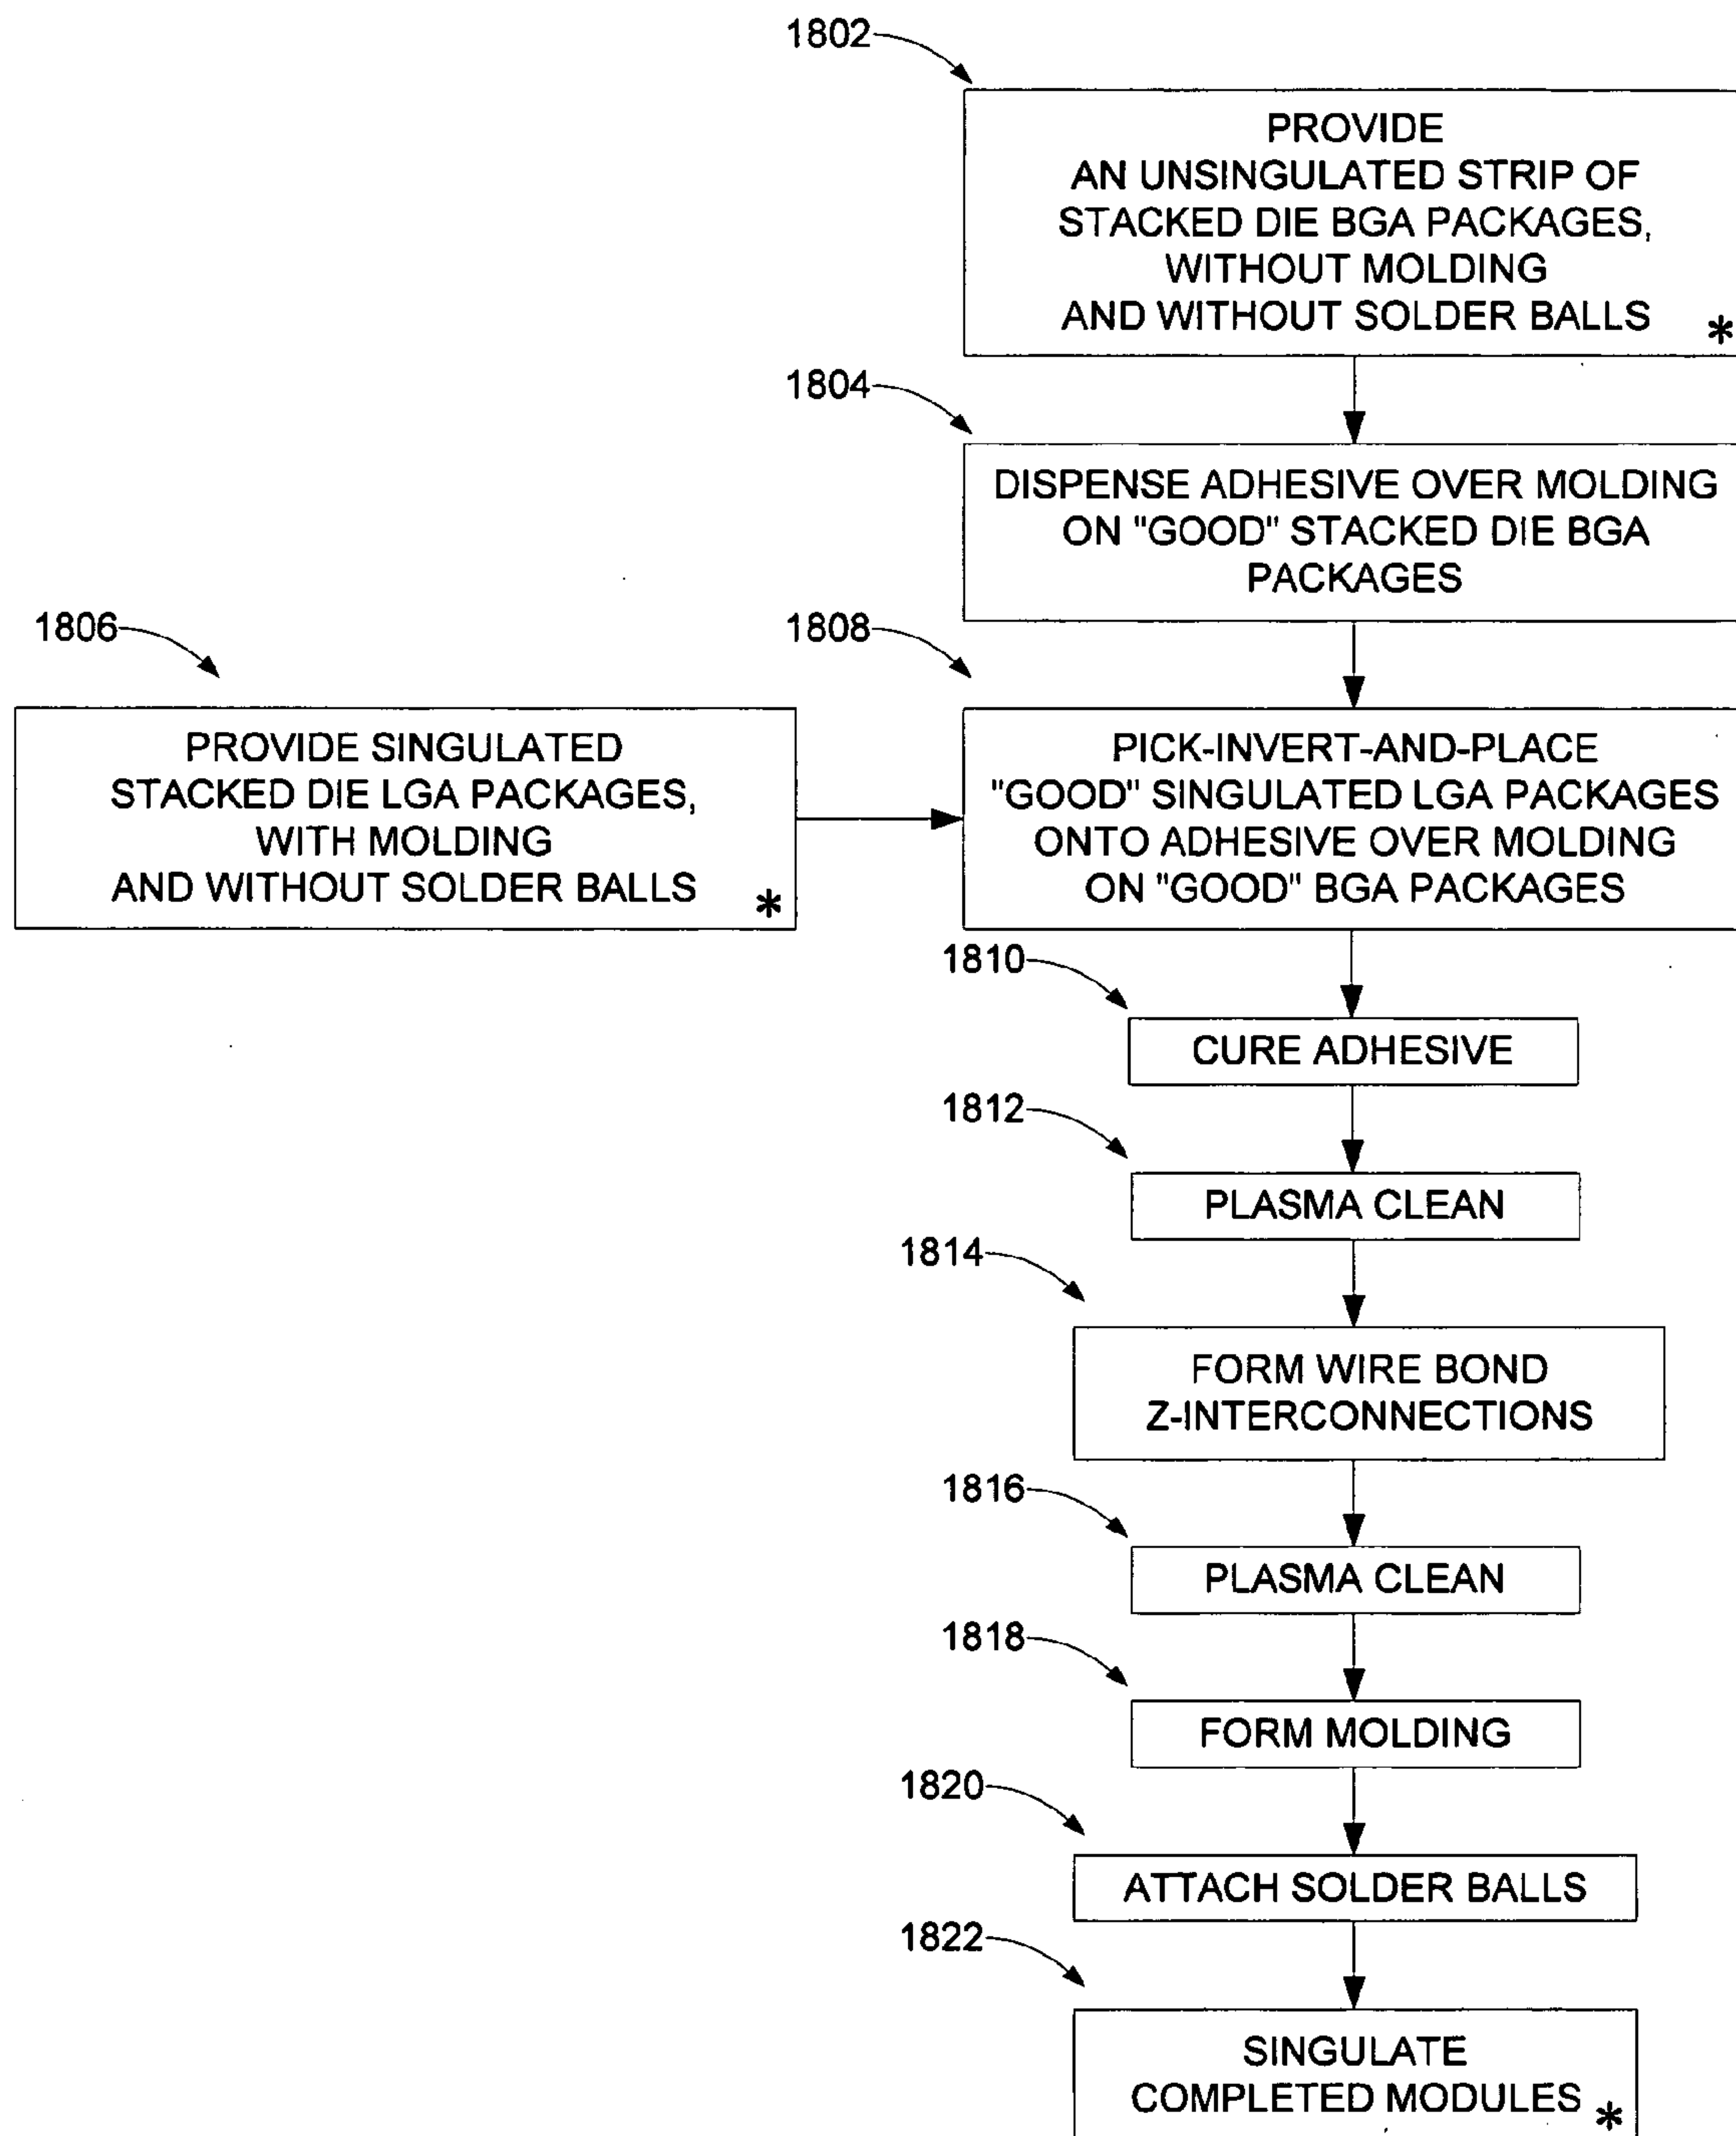 1802
PROVIDE
AN UNSINGULATED STRIP OF
STACKED DIE BGA PACKAGES,
WITHOUT MOLDING
AND WITHOUT SOLDER BALLS *
1804
DISPENSE ADHESIVE OVER MOLDING
ON "GOOD" STACKED DIE BGA
PACKAGES
1806
PROVIDE SINGULATED
STACKED DIE LGA PACKAGES,
WITH MOLDING
AND WITHOUT SOLDER BALLS *
1808
PICK-INVERT-AND-PLACE
"GOOD" SINGULATED LGA PACKAGES
ONTO ADHESIVE OVER MOLDING
ON "GOOD" BGA PACKAGES
1810
CURE ADHESIVE
1812
PLASMA CLEAN
1814
FORM WIRE BOND
Z-INTERCONNECTIONS
1816
PLASMA CLEAN
1818
FORM MOLDING
1820
ATTACH SOLDER BALLS
1822
SINGULATE
COMPLETED MODULES *